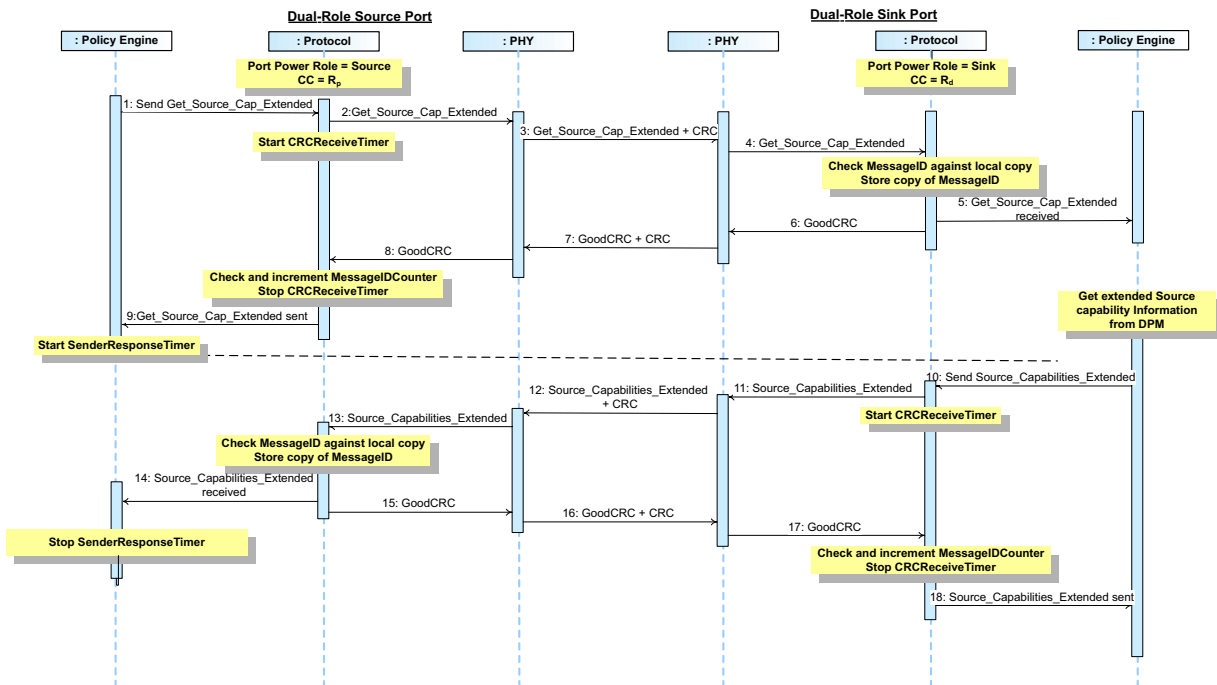 Dual-Role Source Port
Dual-Role Sink Port
: Policy Engine
: Protocol
: PHY
: PHY
: Protocol
: Policy Engine
Port Power Role = Source
CC = Rp
Port Power Role = Sink
CC = Rd
1: Send Get_Source_Cap_Extended
2:Get_Source_Cap_Extended
Start CRCReceiveTimer
3: Get_Source_Cap_Extended + CRC
4: Get_Source_Cap_Extended
Check MessageID against local copy
Store copy of MessageID
5: Get_Source_Cap_Extended
received
6: GoodCRC
7: GoodCRC + CRC
8: GoodCRC
Check and increment MessageIDCounter
Stop CRCReceiveTimer
9:Get_Source_Cap_Extended sent
Start SenderResponseTimer
Get extended Source
capability Information
from DPM
10: Send Source_Capabilities_Extended
11: Source_Capabilities_Extended
Start CRCReceiveTimer
12: Source_Capabilities_Extended
+ CRC
13: Source_Capabilities_Extended
Check MessageID against local copy
Store copy of MessageID
14: Source_Capabilities_Extended
received
15: GoodCRC
16: GoodCRC + CRC
17: GoodCRC
Stop SenderResponseTimer
Check and increment MessageIDCounter
Stop CRCReceiveTimer
18: Source_Capabilities_Extended sent